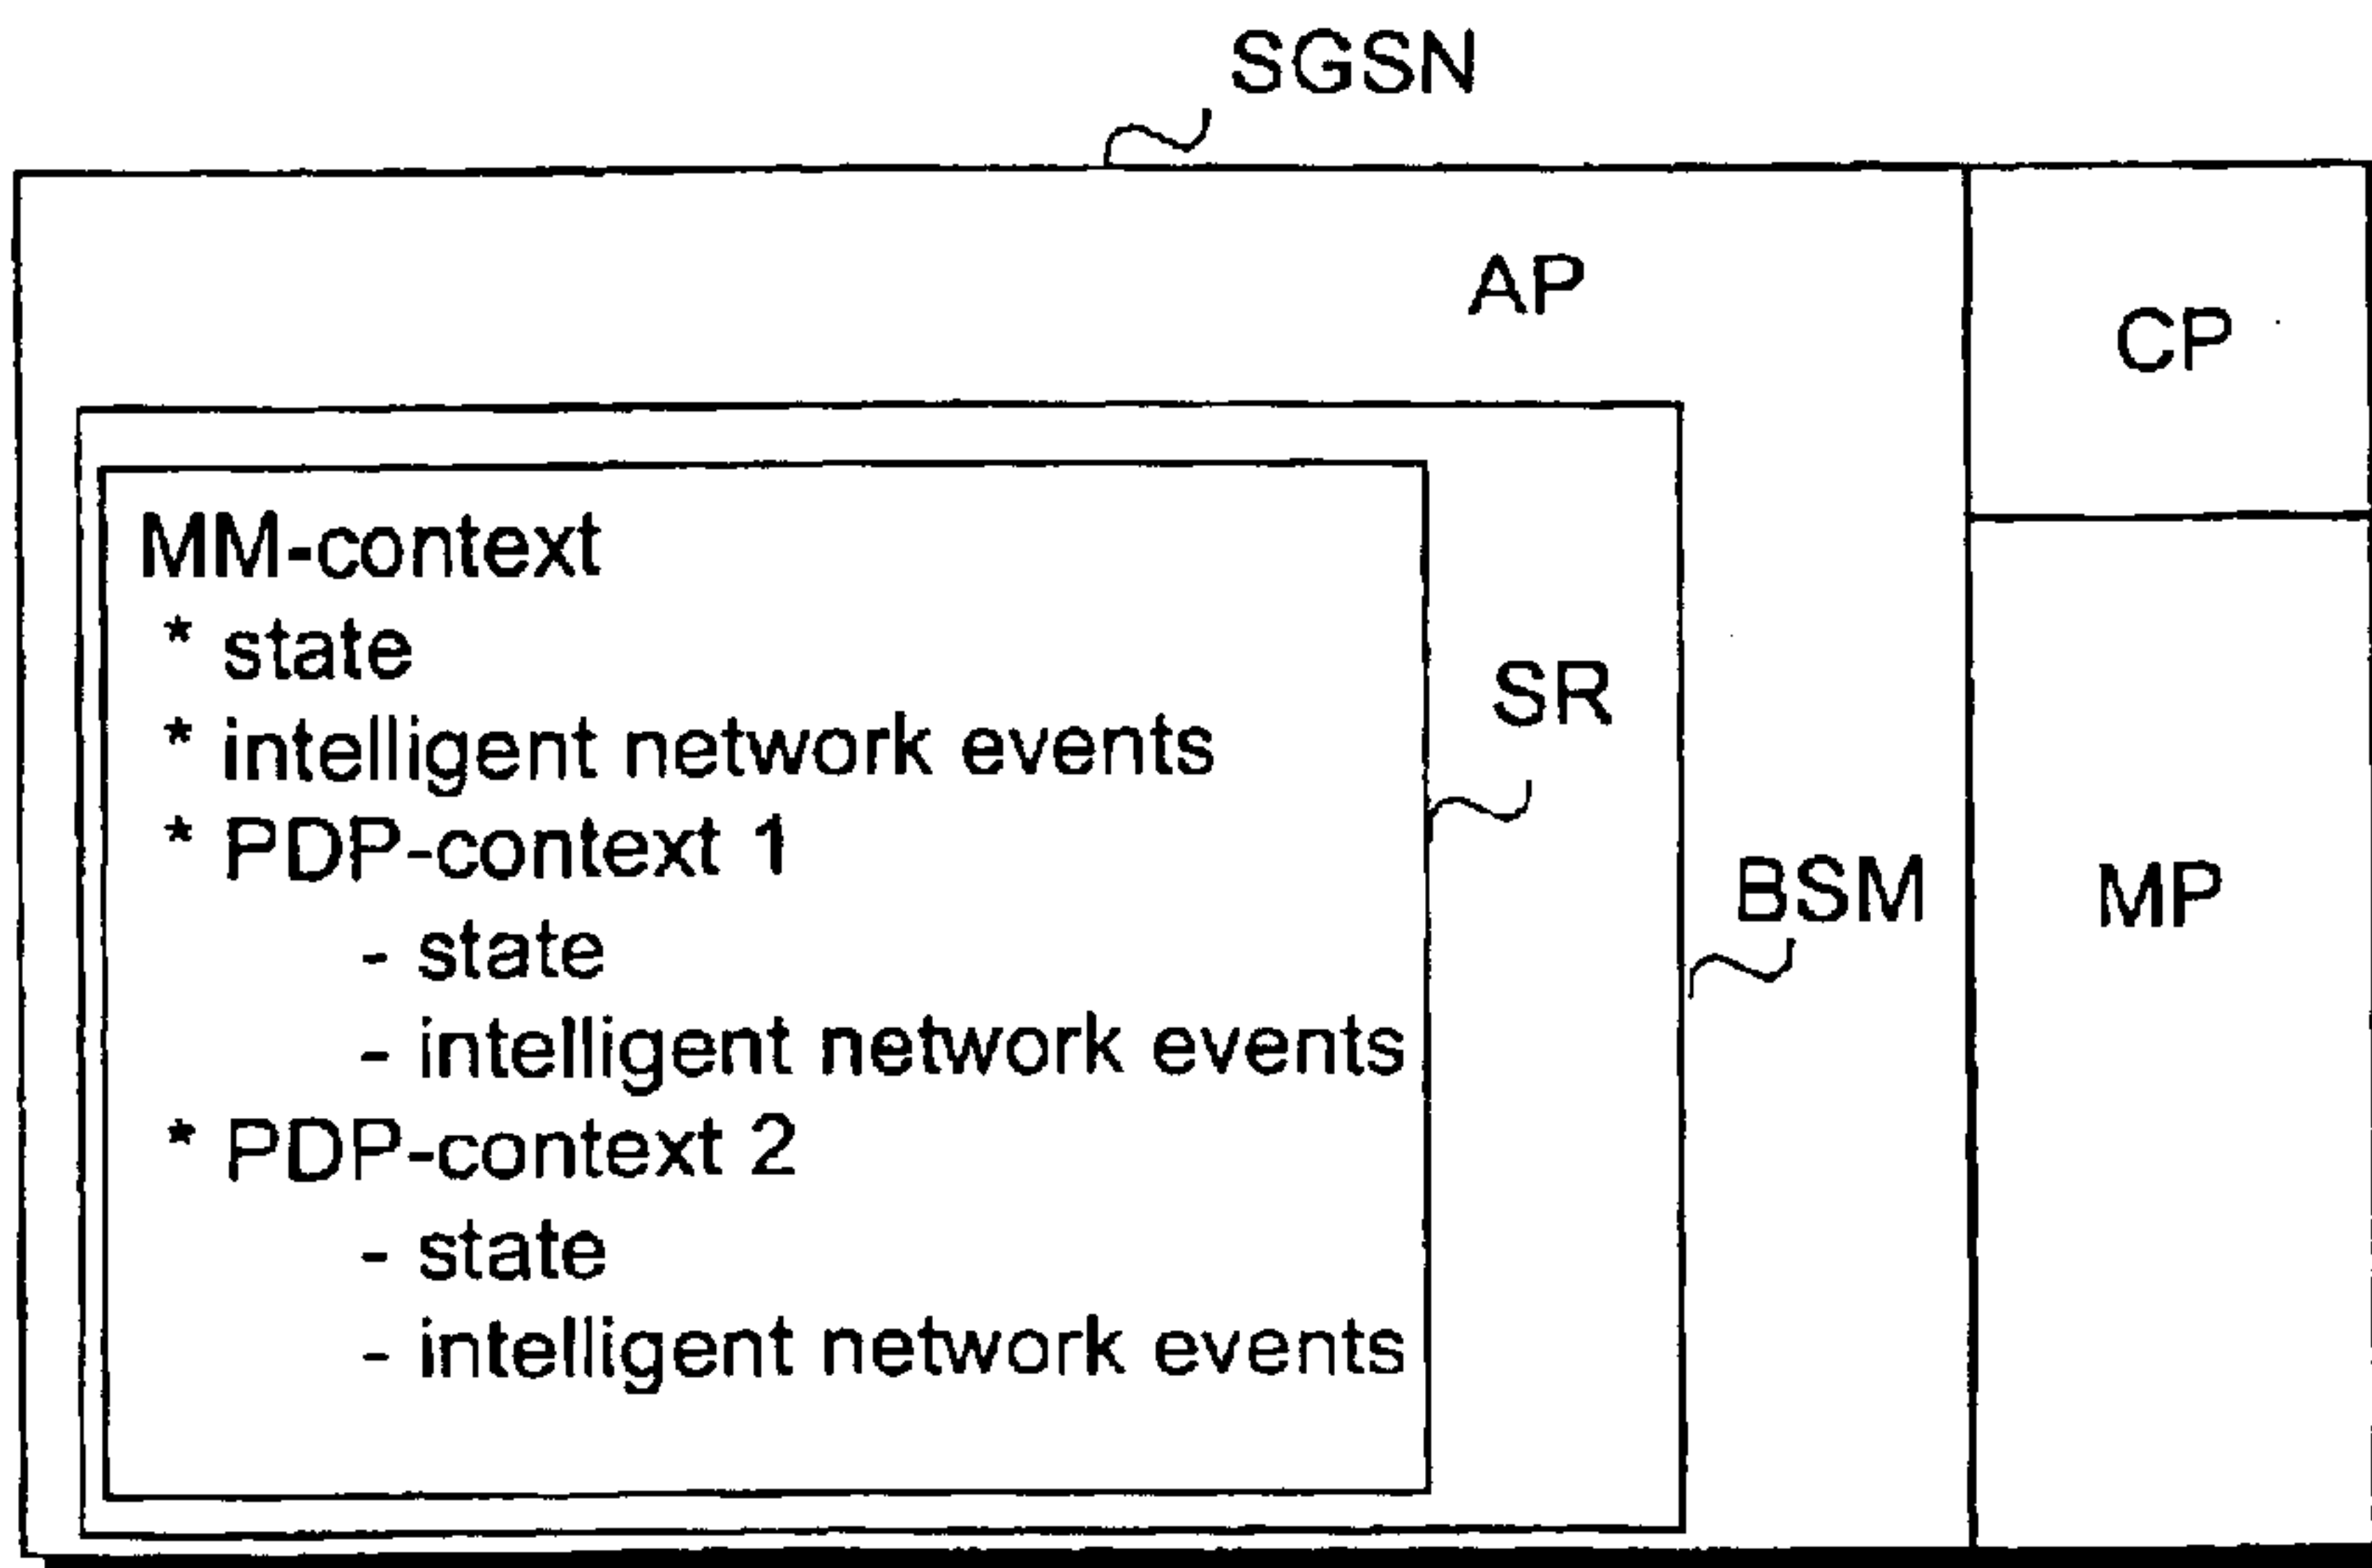 SGSN
AP
CP
MM-context
* state
* intelligent network events
* PDP-context 1
- state
- intelligent network events
* PDP-context 2
- state
- intelligent network events
SR
BSM
MP